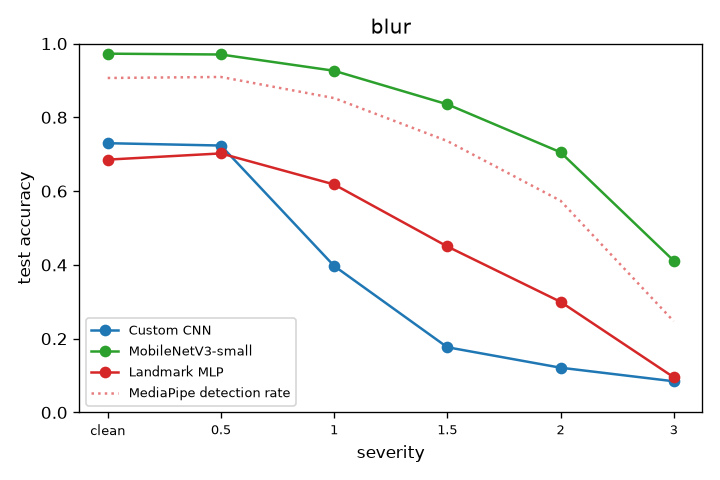 blur
1.0
0.8
0.6
0.4
0.2
0.0
test accuracy
Custom CNN
MobileNetV3-small
Landmark MLP
MediaPipe detection rate
clean 0.5 1 1.5 2 3
severity